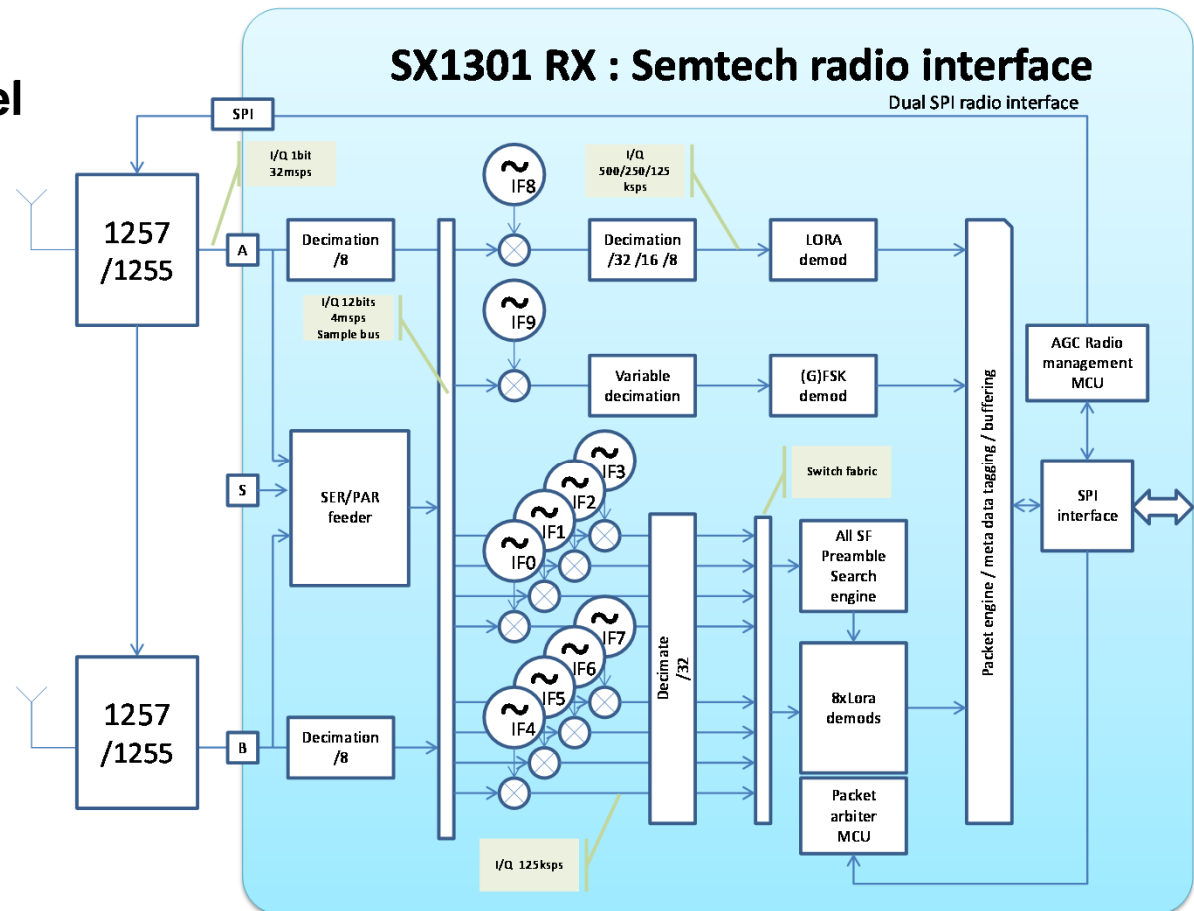 el
SX1301 RX : Semtech radio interface
Dual SPI radio interface
SPI
I/Q 1bit
32msps
I/Q
500/250/125
ksps
~
IF8
1257
/1255
A
Decimation
/8
Decimation
/32 /16 /8
LORA
demod
I/Q 12bits
4msps
Sample bus
~
IF9
Variable
decimation
(G)FSK
demod
AGC Radio
management
MCU
S
SER/PAR
feeder
~
IF3
~
IF2
~
IF1
~
IF0
Switch fabric
All SF
Preamble
Search
engine
Packet engine / meta data tagging / buffering
SPI
interface
~
IF7
~
IF6
~
IF5
~
IF4
Decimate
/32
8xLora
demods
1257
/1255
B
Decimation
/8
Packet
arbiter
MCU
I/Q 125ksps